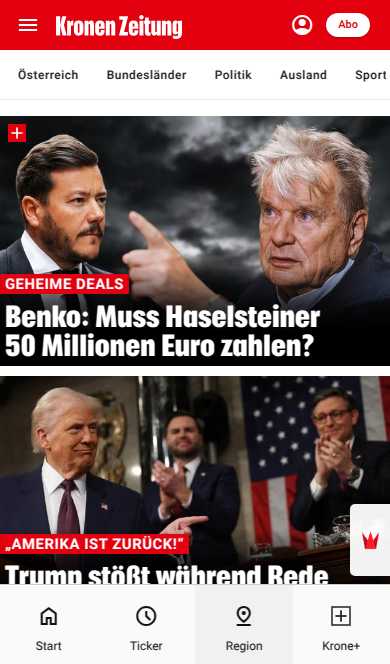 Kronen Zeitung
Abo
Österreich Bundesländer Politik Ausland Sport
GEHEIME DEALS
Benko: Muss Haselsteiner
50 Millionen Euro zahlen?
„AMERIKA IST ZURÜCK!“
Trump stößt während Rede
Start Ticker Region Krone+